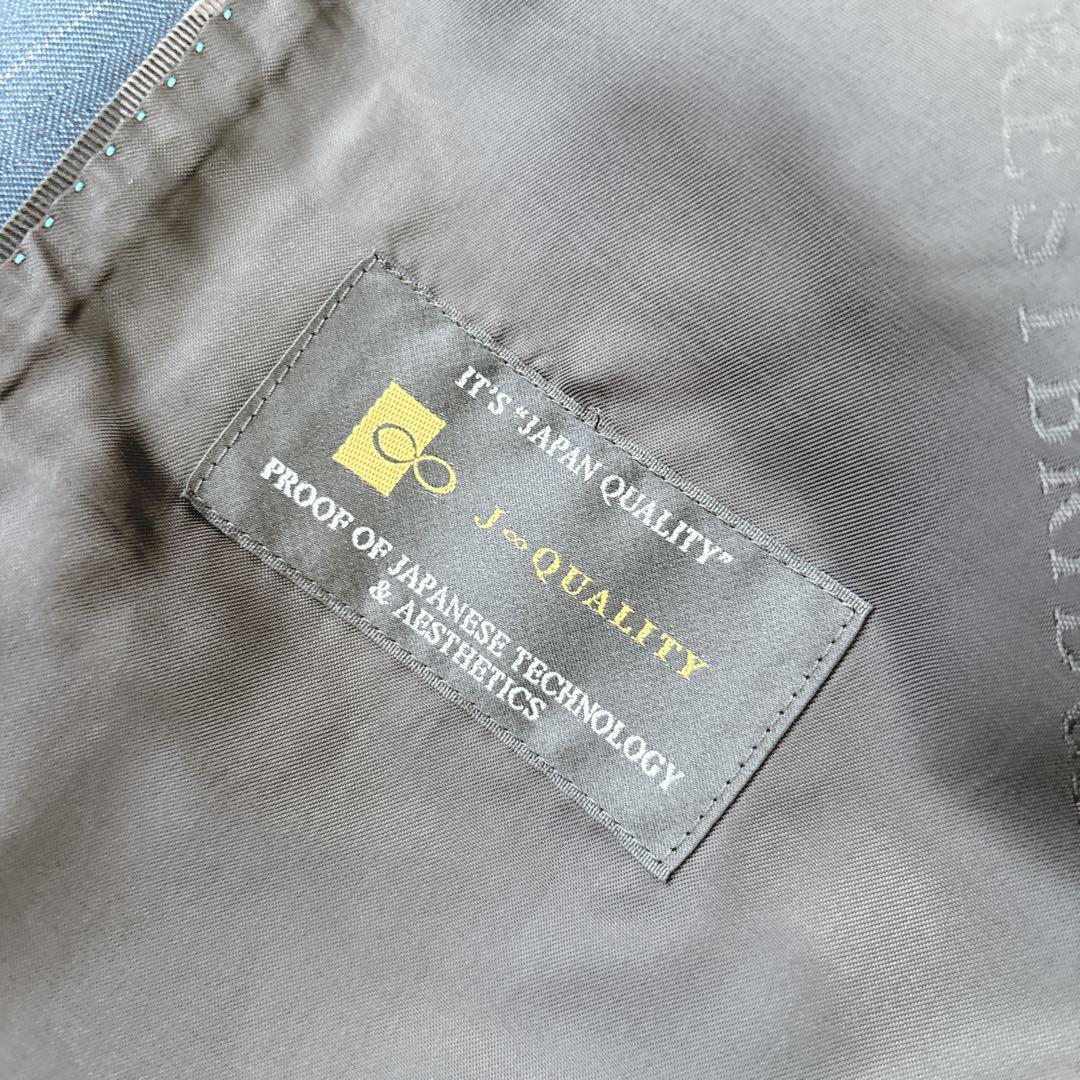 IT'S "JAPAN QUALITY"
J∞QUALITY
PROOF OF JAPANESE TECHNOLOGY
& AESTHETICS